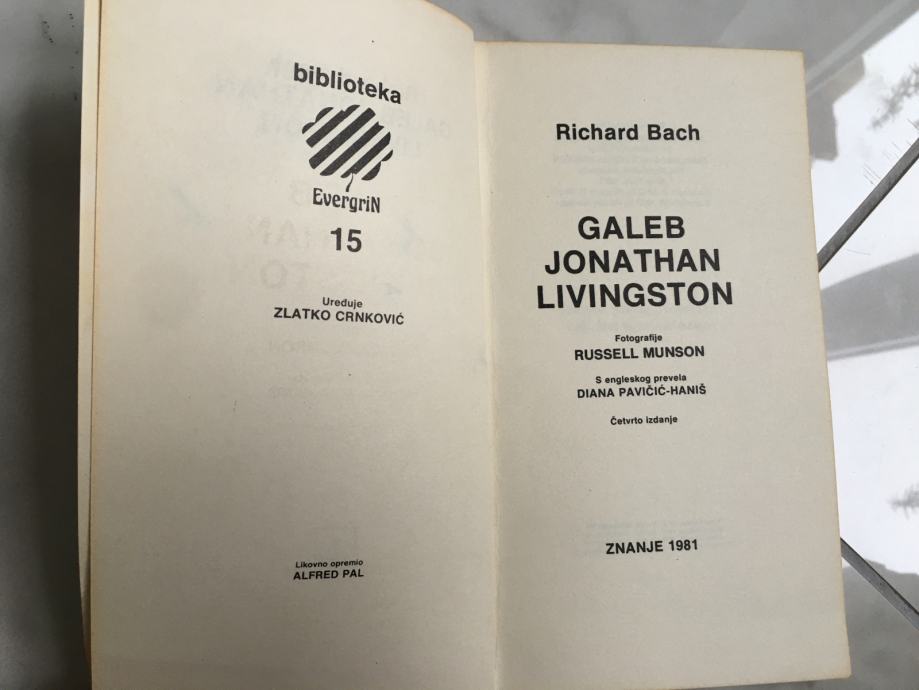 biblioteka
EvergriN
15
Uređuje
ZLATKO CRNKOVIĆ
Likovno opremio
ALFRED PAL
Richard Bach
GALEB
JONATHAN
LIVINGSTON
Fotografije
RUSSELL MUNSON
S engleskog prevela
DIANA PAVIČIĆ-HANIŠ
Četvrto izdanje
ZNANJE 1981